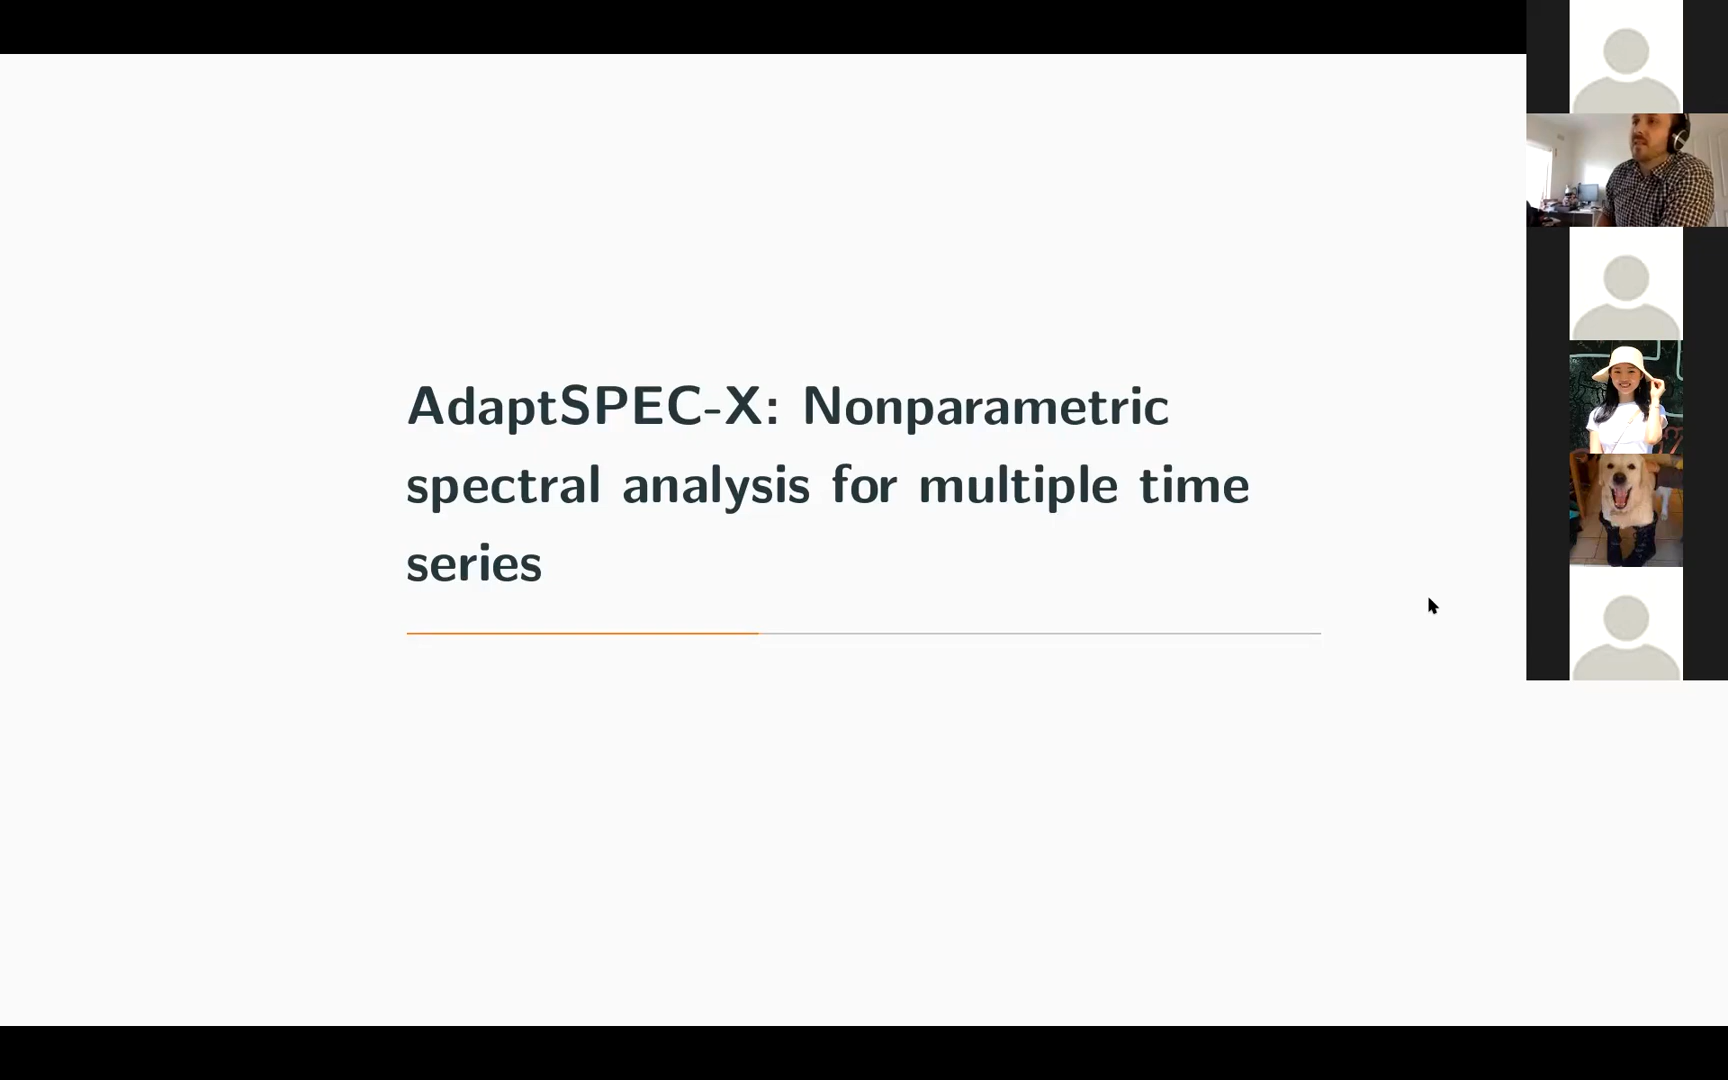 AdaptSPEC-X: Nonparametric
spectral analysis for multiple time
series